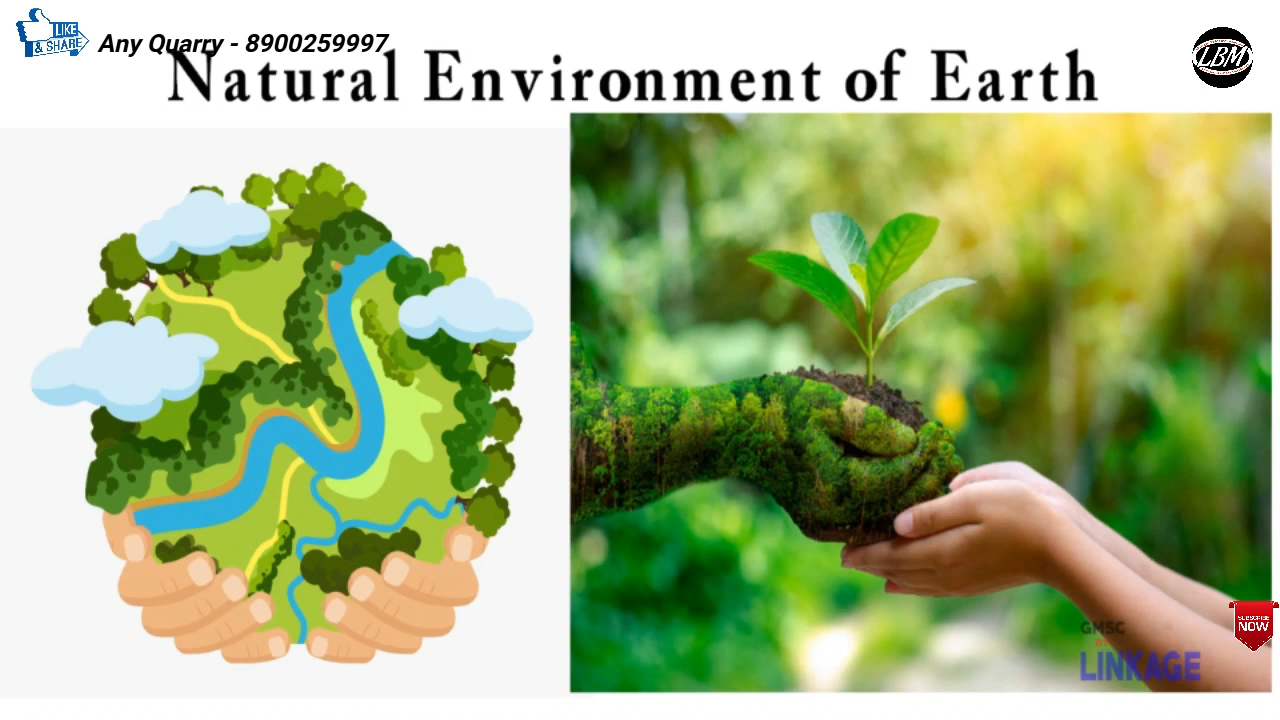 LIKE
& SHARE
Any Quarry - 8900259997
Natural Environment of Earth
LBM
SUBSCRIBE
NOW
GMSC
LINKAGE